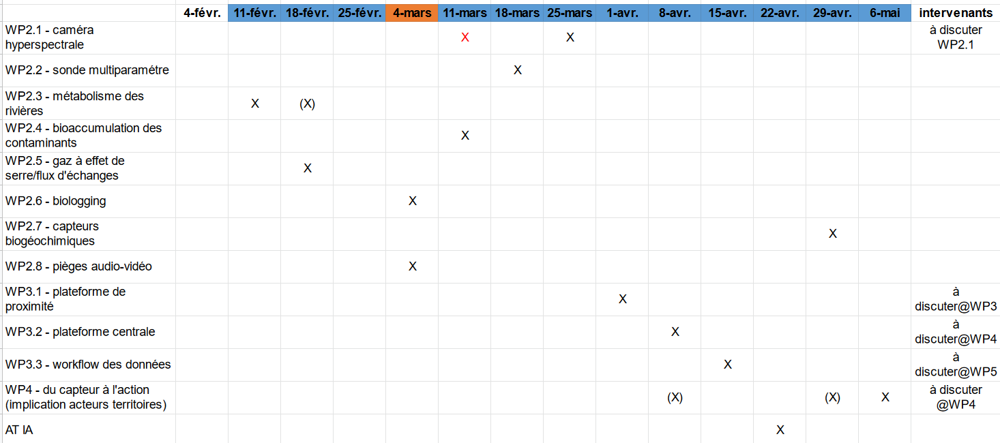 4-févr. 11-févr. 18-févr. 25-févr. 4-mars 11-mars 18-mars 25-mars 1-avr. 8-avr. 15-avr. 22-avr. 29-avr. 6-mai intervenants
WP2.1 - caméra
hyperspectrale
X X
à discuter
WP2.1
WP2.2 - sonde multiparamétre X
WP2.3 - métabolisme des
rivières
X (X)
WP2.4 - bioaccumulation des
contaminants
X
WP2.5 - gaz à effet de
serre/flux d'échanges
X
WP2.6 - biologging X
WP2.7 - capteurs
biogéochimiques
X
WP2.8 - pièges audio-vidéo X
WP3.1 - plateforme de
proximité
X
à
discuter@WP3
WP3.2 - plateforme centrale X
à
discuter@WP4
WP3.3 - workflow des données X
à
discuter@WP5
WP4 - du capteur à l'action
(implication acteurs territoires)
(X) (X) X
à discuter
@WP4
AT IA X